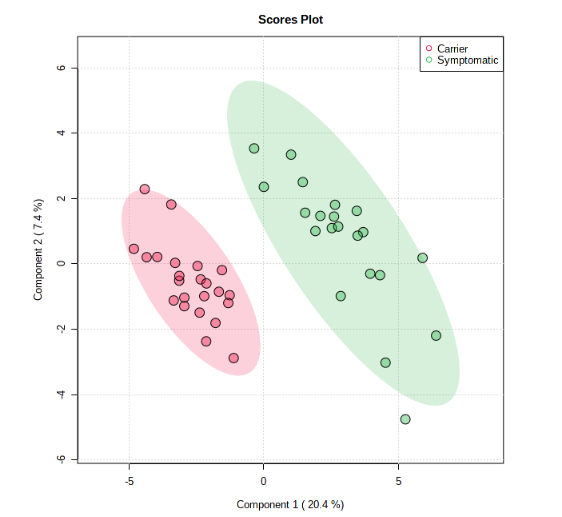 Scores Plot
Carrier
Symptomatic
6
4
2
0
-2
-4
-6
Component 2 ( 7.4 %)
-5
0
5
Component 1 ( 20.4 %)